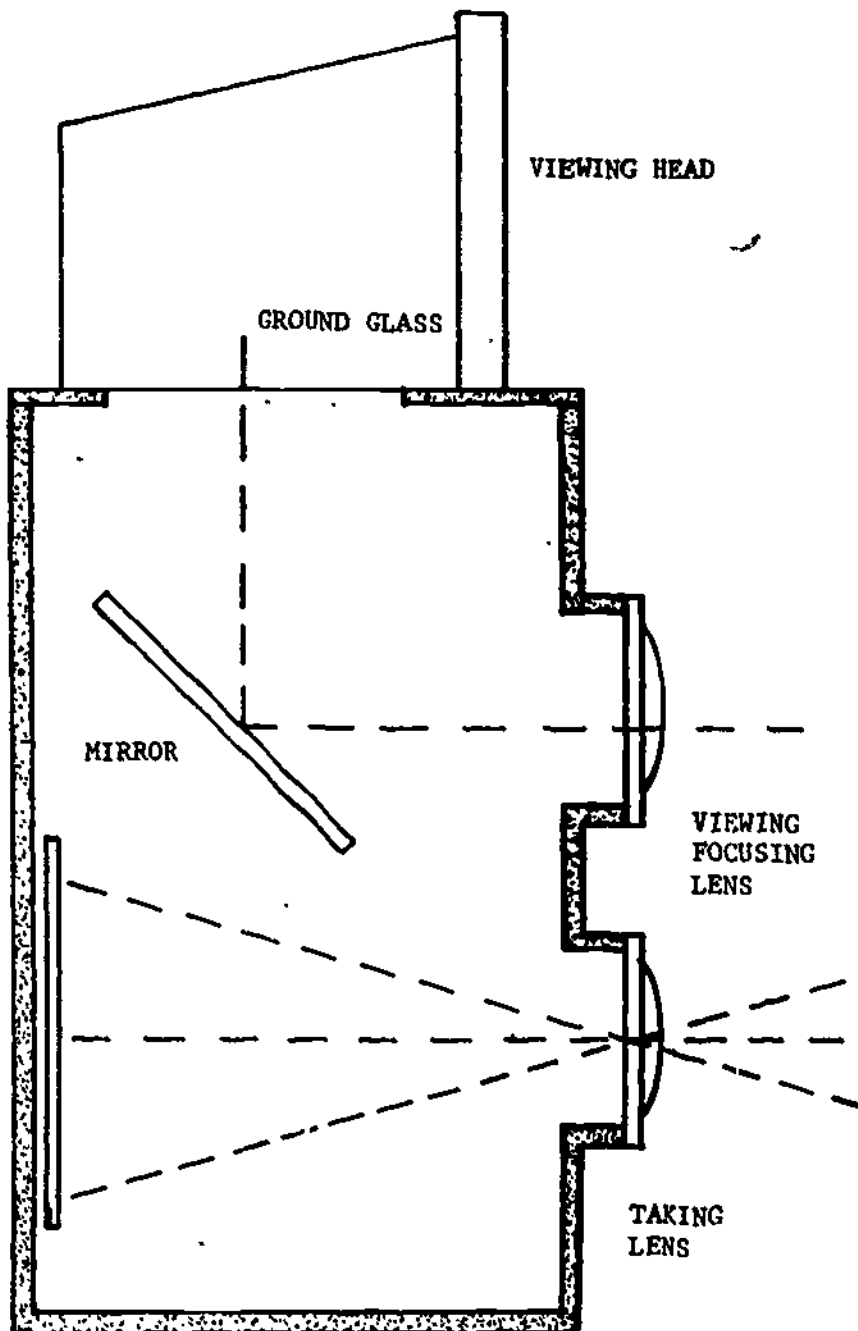 VIEWING HEAD
GROUND GLASS
MIRROR
VIEWING
FOCUSING
LENS
TAKING
LENS